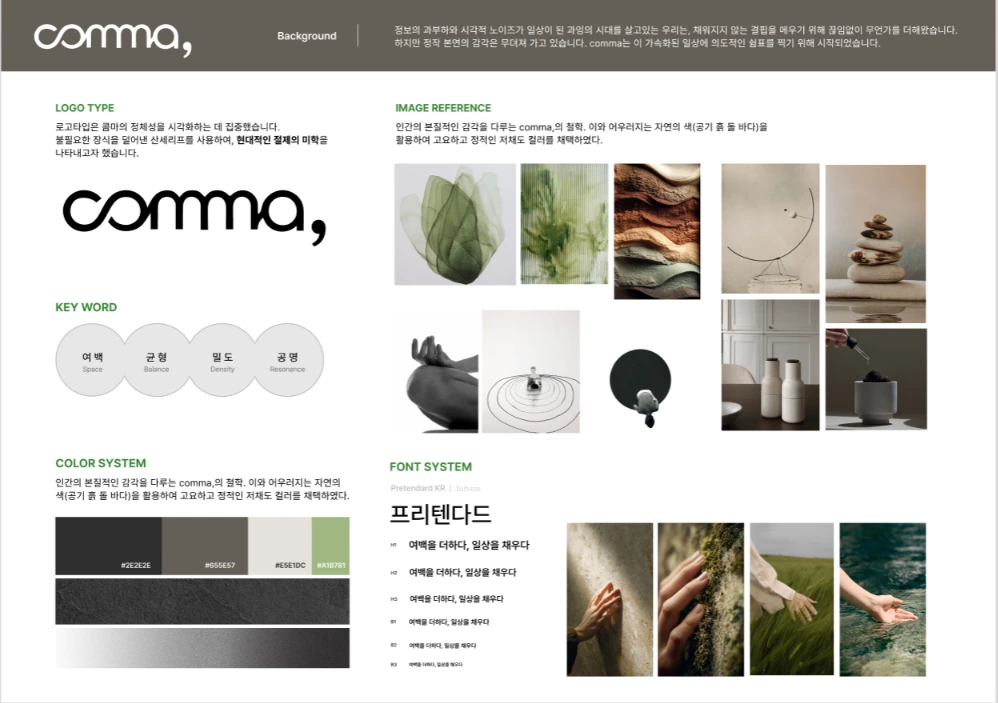 comma,
Background
정보의 과부하와 시각적 노이즈가 일상이 된 과잉의 시대를 살고있는 우리는, 채워지지 않는 결핍을 메우기 위해 끊임없이 무언가를 더해왔습니다.
하지만 정작 본연의 감각은 무뎌져 가고 있습니다. comma는 이 가속화된 일상에 의도적인 쉼표를 찍기 위해 시작되었습니다.
LOGO TYPE
로고타입은 콤마의 정체성을 시각화하는 데 집중했습니다.
불필요한 장식을 덜어낸 산세리프를 사용하여, 현대적인 절제의 미학을
나타내고자 했습니다.
comma,
KEY WORD
여백
Space
균형
Balance
밀도
Density
공명
Resonance
COLOR SYSTEM
인간의 본질적인 감각을 다루는 comma,의 철학. 이와 어우러지는 자연의
색(공기 흙 돌 바다)을 활용하여 고요하고 정적인 저채도 컬러를 채택하였다.
#2E2E2E
#655E57
#E5E1DC
#A1B781
IMAGE REFERENCE
인간의 본질적인 감각을 다루는 comma,의 철학. 이와 어우러지는 자연의 색(공기 흙 돌 바다)을
활용하여 고요하고 정적인 저채도 컬러를 채택하였다.
FONT SYSTEM
Pretendard KR |
프리텐다드
H1 여백을 더하다, 일상을 채우다
H2 여백을 더하다, 일상을 채우다
H3 여백을 더하다, 일상을 채우다
B1 여백을 더하다, 일상을 채우다
B2 여백을 더하다, 일상을 채우다
B3 여백을 더하다, 일상을 채우다